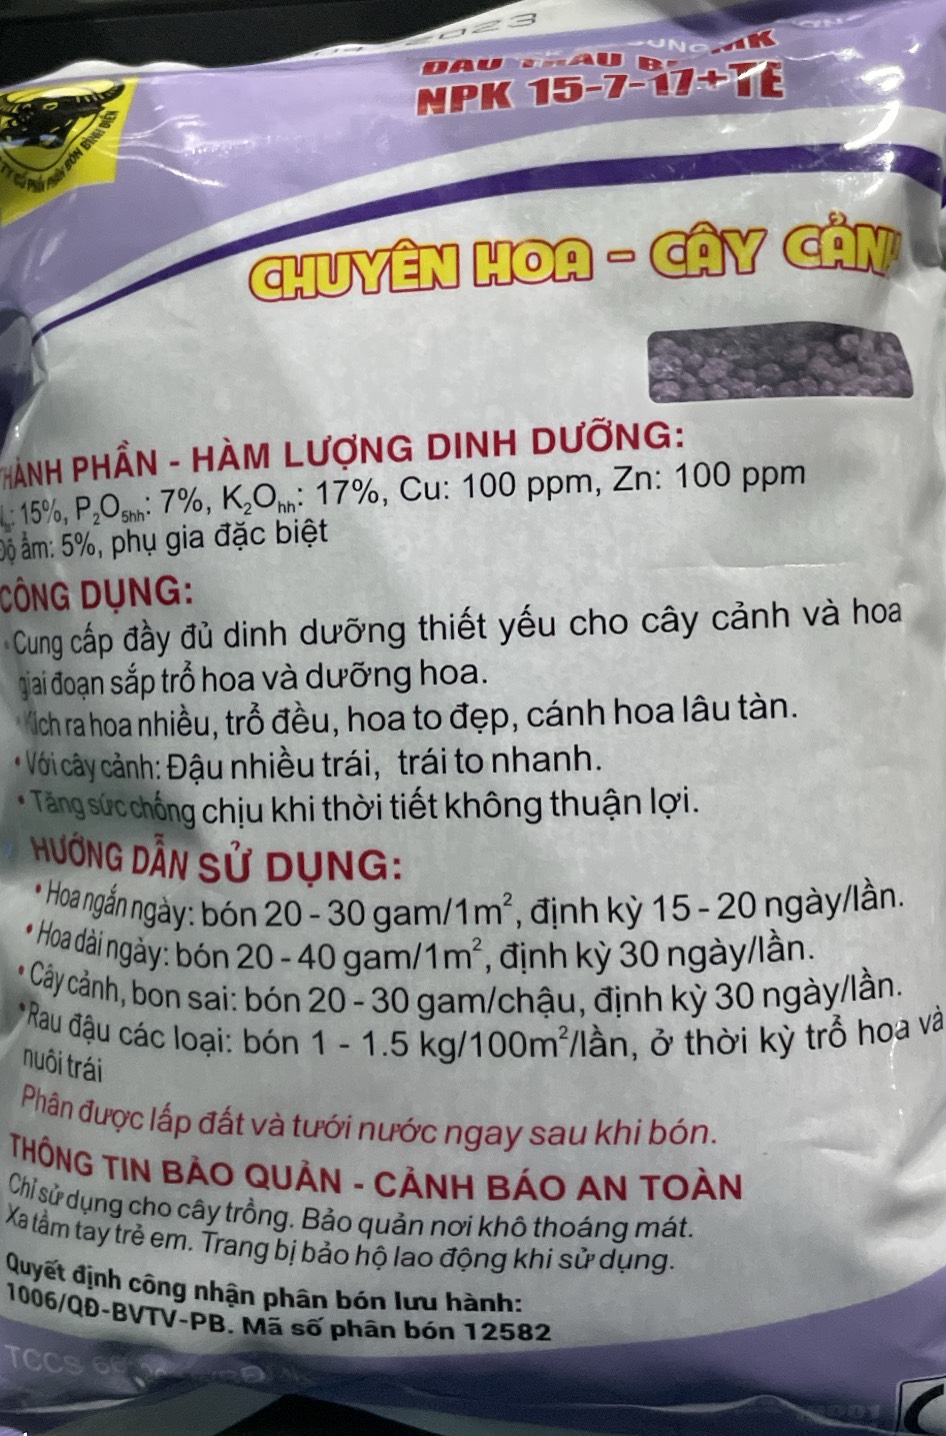 2023
ĐẦU TRÂU
NPK 15-7-17+TE
PHÂN BÓN BÌNH ĐIỀN
CHUYÊN HOA - CÂY CẢNH
THÀNH PHẦN - HÀM LƯỢNG DINH DƯỠNG:
15%, P₂O₅hh: 7%, K₂Ohh: 17%, Cu: 100 ppm, Zn: 100 ppm
Độ ẩm: 5%, phụ gia đặc biệt
CÔNG DỤNG:
• Cung cấp đầy đủ dinh dưỡng thiết yếu cho cây cảnh và hoa
giai đoạn sắp trổ hoa và dưỡng hoa.
• Kích ra hoa nhiều, trổ đều, hoa to đẹp, cánh hoa lâu tàn.
• Với cây cảnh: Đậu nhiều trái, trái to nhanh.
• Tăng sức chống chịu khi thời tiết không thuận lợi.
HƯỚNG DẪN SỬ DỤNG:
• Hoa ngắn ngày: bón 20 - 30 gam/1m², định kỳ 15 - 20 ngày/lần.
• Hoa dài ngày: bón 20 - 40 gam/1m², định kỳ 30 ngày/lần.
• Cây cảnh, bon sai: bón 20 - 30 gam/chậu, định kỳ 30 ngày/lần.
• Rau đậu các loại: bón 1 - 1.5 kg/100m²/lần, ở thời kỳ trổ hoa và
nuôi trái
Phân được lấp đất và tưới nước ngay sau khi bón.
THÔNG TIN BẢO QUẢN - CẢNH BÁO AN TOÀN
Chỉ sử dụng cho cây trồng. Bảo quản nơi khô thoáng mát.
Xa tầm tay trẻ em. Trang bị bảo hộ lao động khi sử dụng.
Quyết định công nhận phân bón lưu hành:
1006/QĐ-BVTV-PB. Mã số phân bón 12582
TCCS